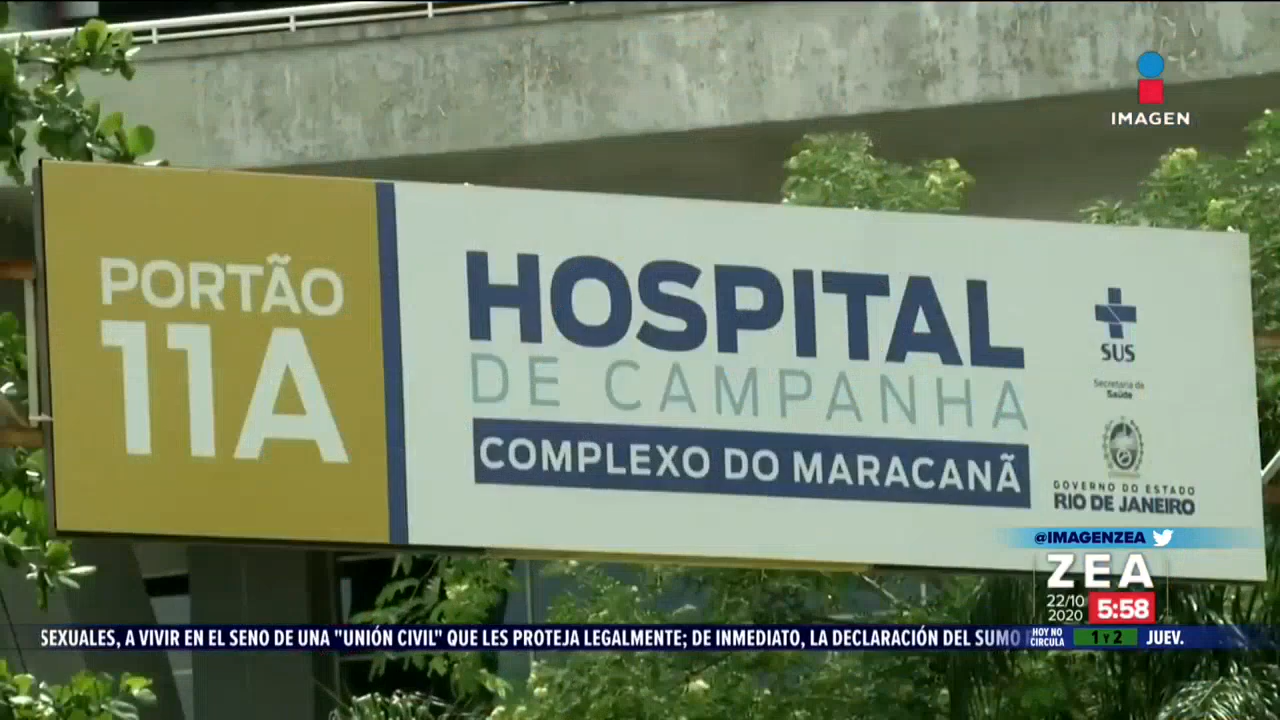 IMAGEN
PORTÃO
11A
HOSPITAL
DE CAMPANHA
COMPLEXO DO MARACANÃ
SUS
Secretaria de
Saúde
GOVERNO DO ESTADO
RIO DE JANEIRO
@IMAGENZEA
ZEA
22/10
2020
5:58
SEXUALES, A VIVIR EN EL SENO DE UNA "UNIÓN CIVIL" QUE LES PROTEJA LEGALMENTE; DE INMEDIATO, LA DECLARACIÓN DEL SUMO
HOY NO
CIRCULA
1 Y 2
JUEV.